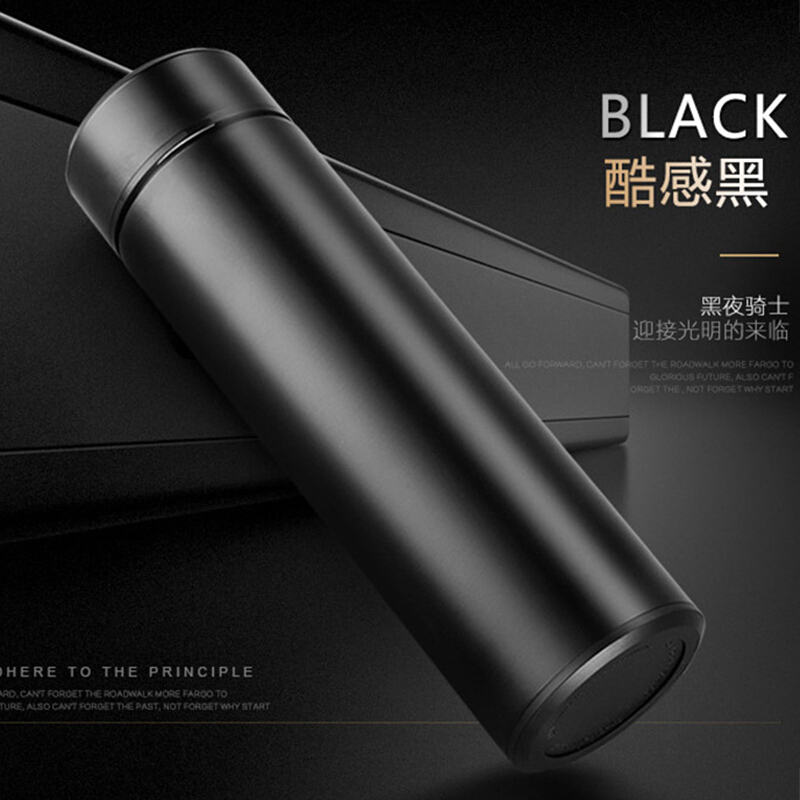 BLACK
酷感黑
黑夜骑士
迎接光明的来临
ALL GO FORWARD, CAN'T FORGET THE ROADWALK MORE FARGO TO
GLORIOUS FUTURE, ALSO CAN'T F
ORGET THE , NOT FORGET WHY START
DHERE TO THE PRINCIPLE
ARD, CAN'T FORGET THE ROADWALK MORE FARGO TO
TURE, ALSO CAN'T FORGET THE PAST, NOT FORGET WHY START